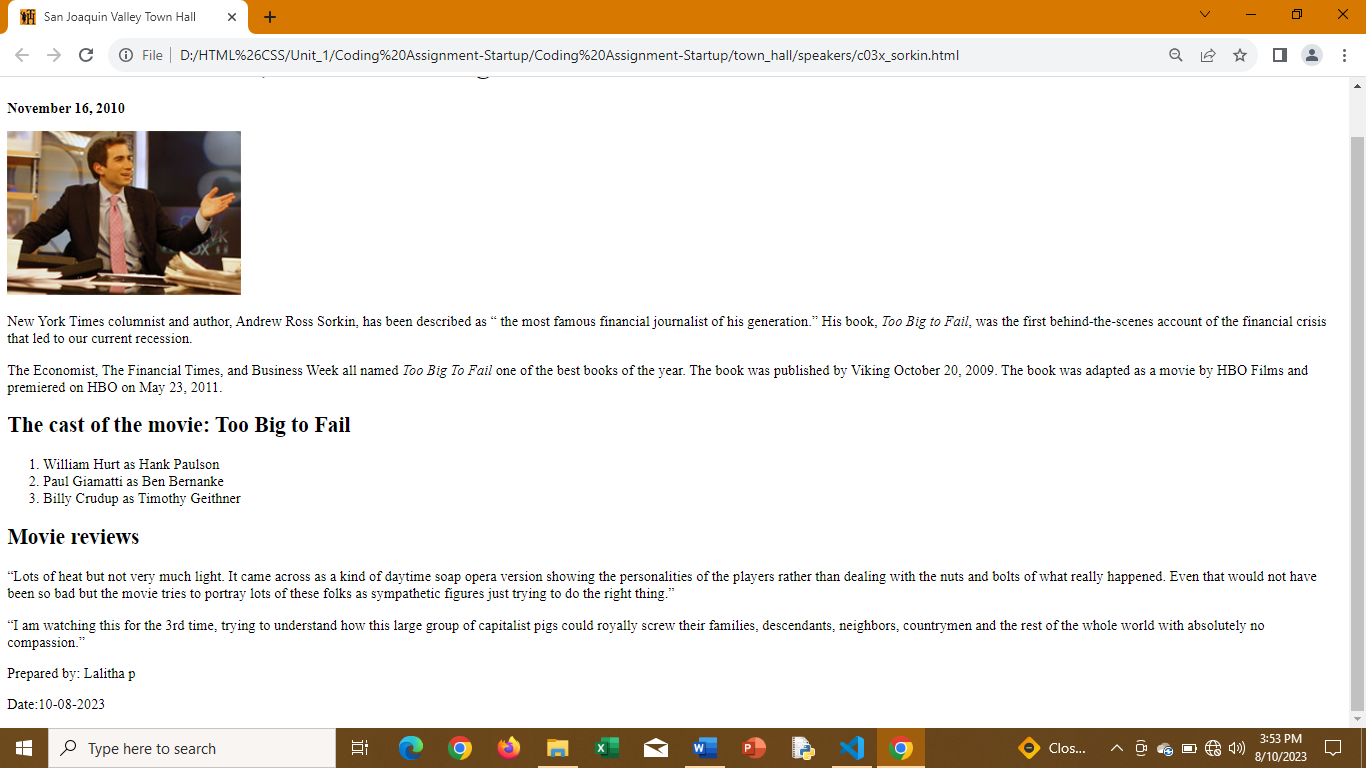 San Joaquin Valley Town Hall
File
D:/HTML%26CSS/Unit_1/Coding%20Assignment-Startup/Coding%20Assignment-Startup/town_hall/speakers/c03x_sorkin.html
November 16, 2010
New York Times columnist and author, Andrew Ross Sorkin, has been described as “ the most famous financial journalist of his generation.” His book, Too Big to Fail, was the first behind-the-scenes account of the financial crisis
that led to our current recession.
The Economist, The Financial Times, and Business Week all named Too Big To Fail one of the best books of the year. The book was published by Viking October 20, 2009. The book was adapted as a movie by HBO Films and
premiered on HBO on May 23, 2011.
The cast of the movie: Too Big to Fail
1. William Hurt as Hank Paulson
2. Paul Giamatti as Ben Bernanke
3. Billy Crudup as Timothy Geithner
Movie reviews
“Lots of heat but not very much light. It came across as a kind of daytime soap opera version showing the personalities of the players rather than dealing with the nuts and bolts of what really happened. Even that would not have
been so bad but the movie tries to portray lots of these folks as sympathetic figures just trying to do the right thing.”
“I am watching this for the 3rd time, trying to understand how this large group of capitalist pigs could royally screw their families, descendants, neighbors, countrymen and the rest of the whole world with absolutely no
compassion.”
Prepared by: Lalitha p
Date:10-08-2023
Type here to search
Clos...
3:53 PM
8/10/2023